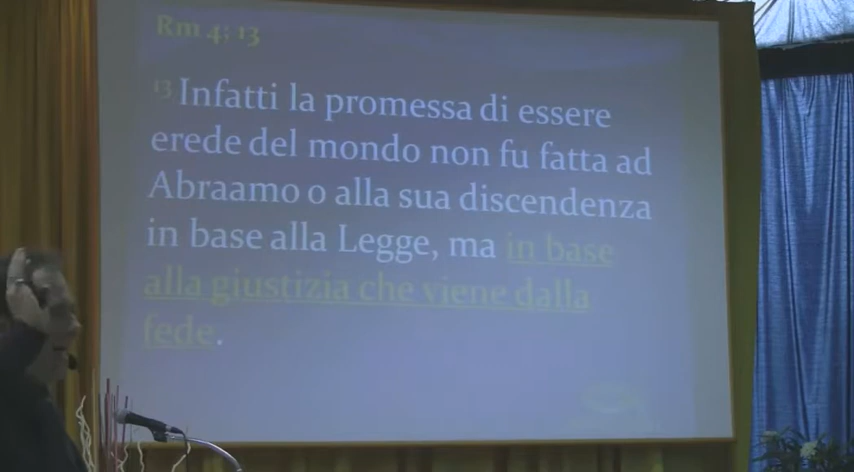 Rm 4: 13
13 Infatti la promessa di essere
erede del mondo non fu fatta ad
Abraamo o alla sua discendenza
in base alla Legge, ma in base
alla giustizia che viene dalla
fede.